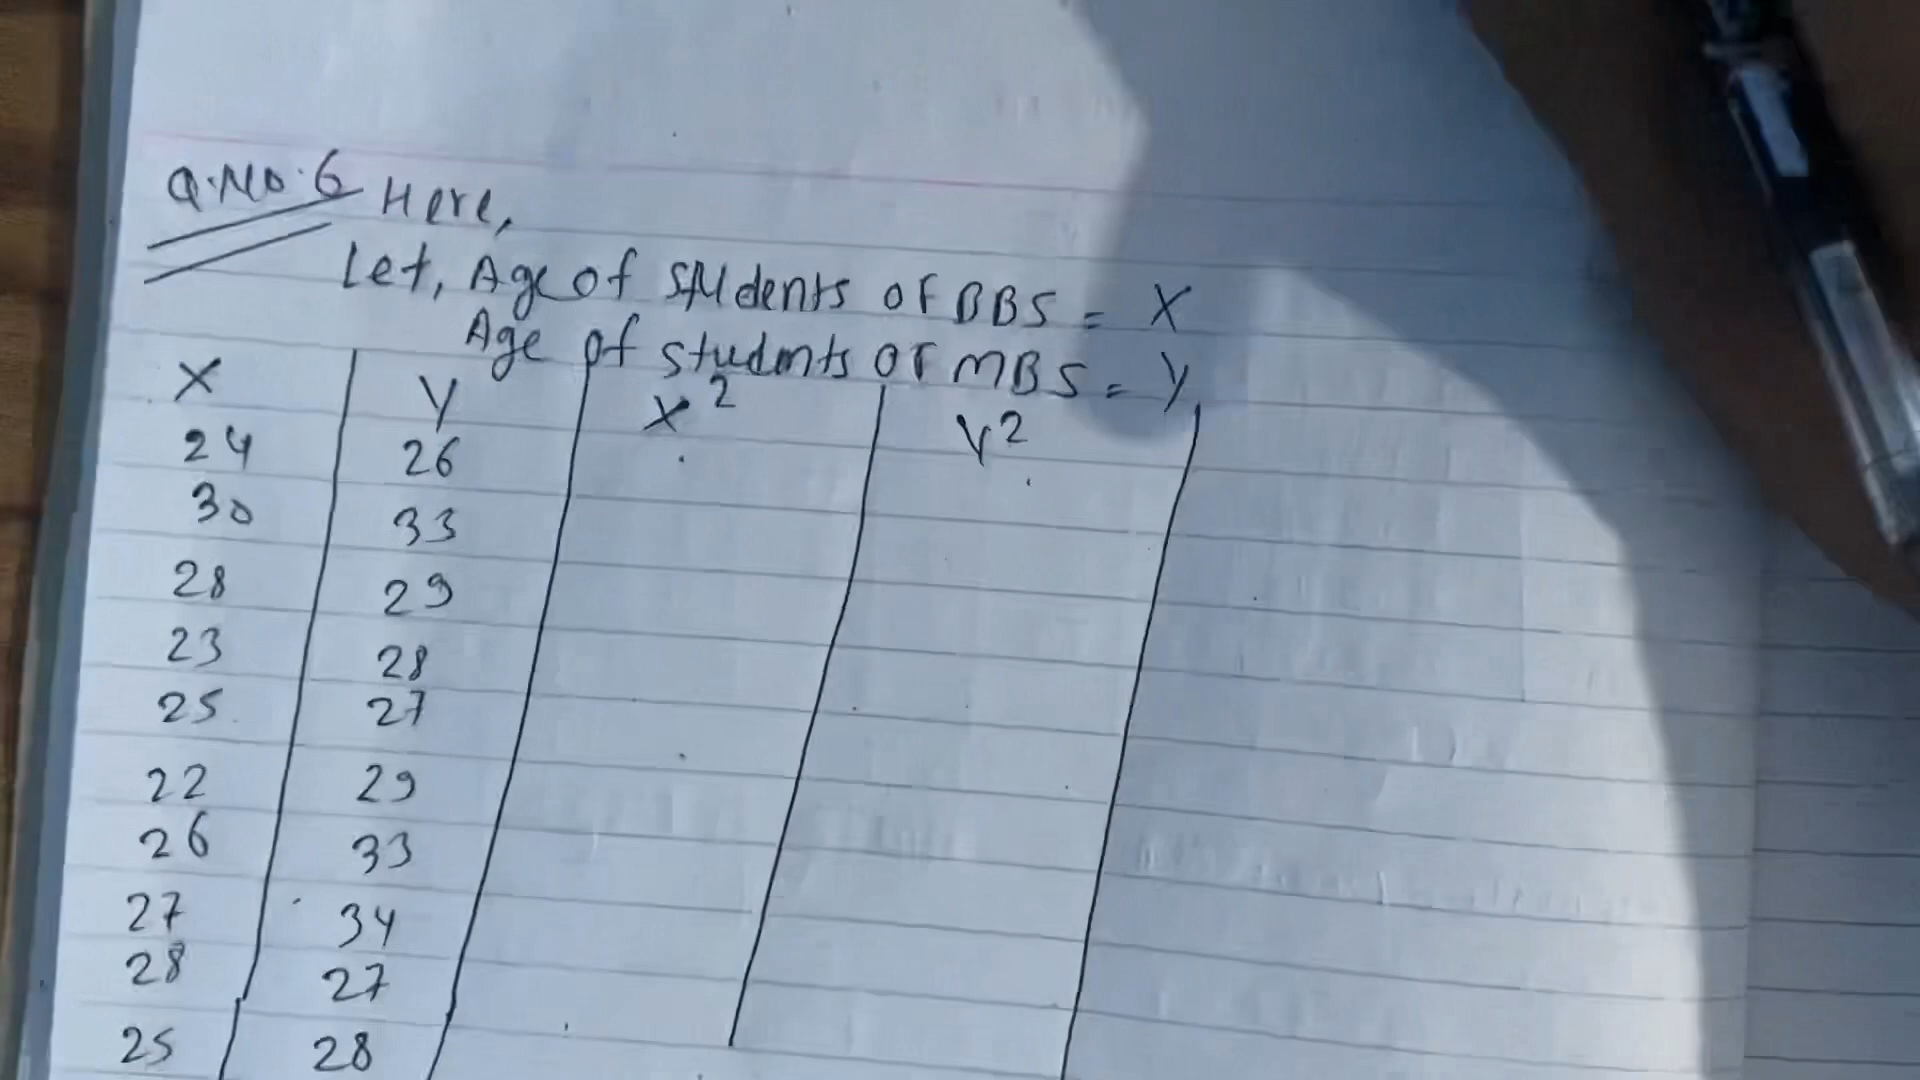 Q.No.6 Here,
Let, Age of Students of BBS = X
Age of students of MBS = Y
X Y X² Y²
24 26
30 33
28 29
23 28
25 27
22 29
26 33
27 34
28 27
25 28